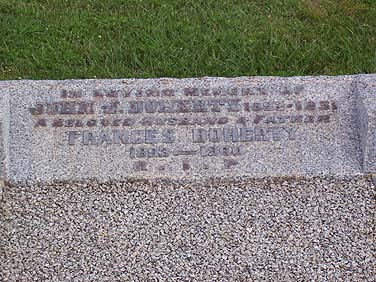 IN LOVING MEMORY OF
JOHN J. DOHERTY
A BELOVED HUSBAND & FATHER
FRANCES DOHERTY
R. I. P.